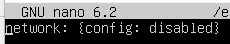 GNU nano 6.2 /e
network: {config: disabled}